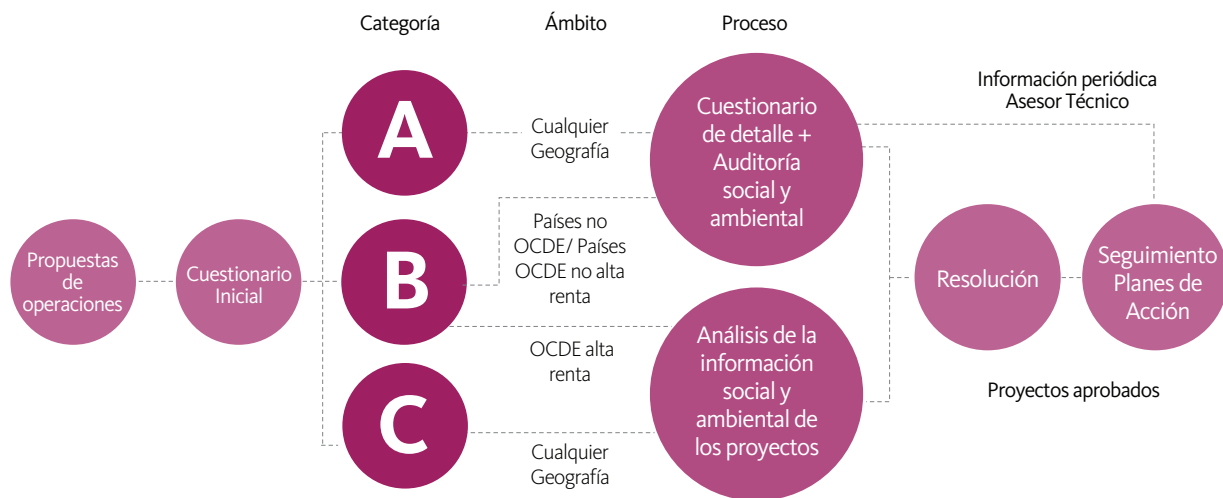 Categoría
Ámbito
Proceso
Propuestas
de
operaciones
Cuestionario
Inicial
A
B
C
Cualquier
Geografía
Países no
OCDE/ Países
OCDE no alta
renta
OCDE alta
renta
Cualquier
Geografía
Cuestionario
de detalle +
Auditoría
social y
ambiental
Análisis de la
información
social y
ambiental de
los proyectos
Información periódica
Asesor Técnico
Resolución
Seguimiento
Planes de
Acción
Proyectos aprobados